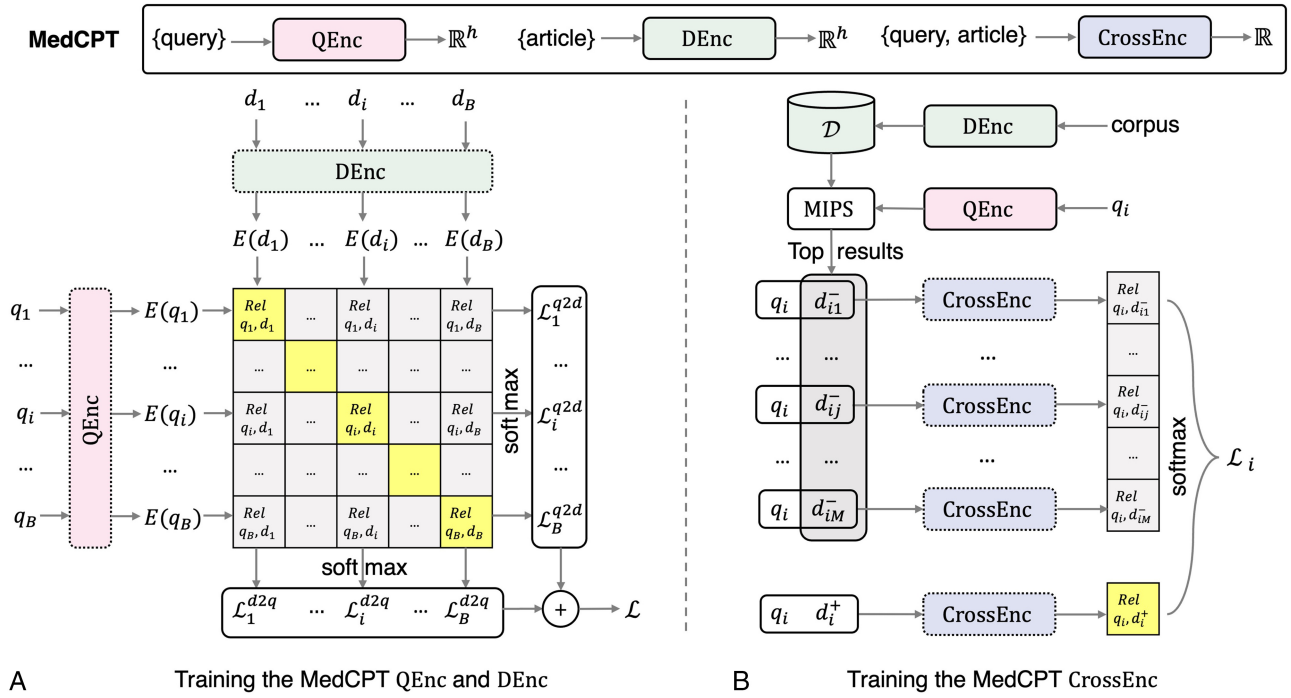 MedCPT {query} QEnc ℝ^h {article} DEnc ℝ^h {query, article} CrossEnc ℝ
d_1 ... d_i ... d_B
DEnc
E(d_1) ... E(d_i) ... E(d_B)
q_1 E(q_1) Rel q_1,d_1 ... Rel q_1,d_i ... Rel q_1,d_B ℒ_1^{q2d}
... ... ... ... ... ... ... ...
q_i QEnc E(q_i) Rel q_i,d_1 ... Rel q_i,d_i ... Rel q_i,d_B soft max ℒ_i^{q2d}
... ... ... ... ... ... ... ...
q_B E(q_B) Rel q_B,d_1 ... Rel q_B,d_i ... Rel q_B,d_B ℒ_B^{q2d}
soft max
ℒ_1^{d2q} ... ℒ_i^{d2q} ... ℒ_B^{d2q} + ℒ
A Training the MedCPT QEnc and DEnc
𝒟 DEnc corpus
MIPS QEnc q_i
Top results
q_i d_{i1}^- CrossEnc Rel q_i,d_{i1}^-
... ... ... ...
q_i d_{ij}^- CrossEnc Rel q_i,d_{ij}^-
... ... ... ... softmax ℒ_i
q_i d_{iM}^- CrossEnc Rel q_i,d_{iM}^-
q_i d_i^+ CrossEnc Rel q_i,d_i^+
B Training the MedCPT CrossEnc